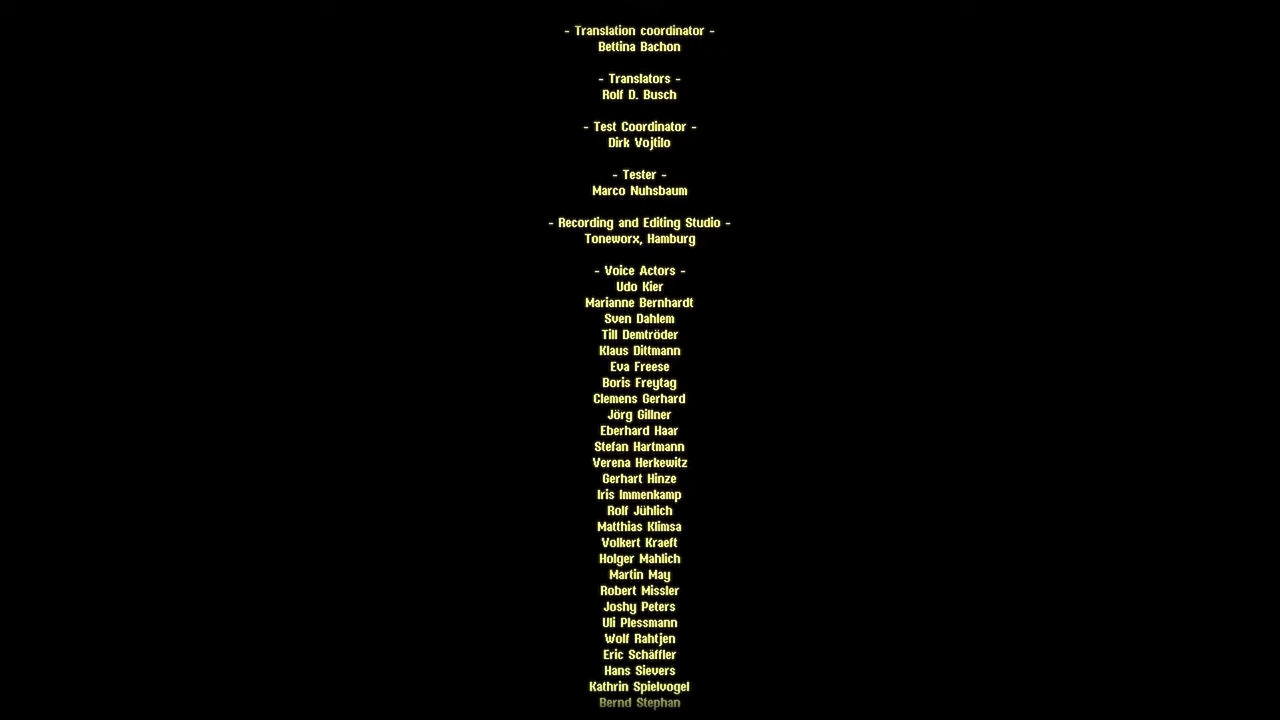 - Translation coordinator -
Bettina Bachon
- Translators -
Rolf D. Busch
- Test Coordinator -
Dirk Vojtilo
- Tester -
Marco Nuhsbaum
- Recording and Editing Studio -
Toneworx, Hamburg
- Voice Actors -
Udo Kier
Marianne Bernhardt
Sven Dahlem
Till Demtröder
Klaus Dittmann
Eva Freese
Boris Freytag
Clemens Gerhard
Jörg Gillner
Eberhard Haar
Stefan Hartmann
Verena Herkewitz
Gerhart Hinze
Iris Immenkamp
Rolf Jühlich
Matthias Klimsa
Volkert Kraeft
Holger Mahlich
Martin May
Robert Missler
Joshy Peters
Uli Plessmann
Wolf Rahtjen
Eric Schäffler
Hans Sievers
Kathrin Spielvogel
Bernd Stephan